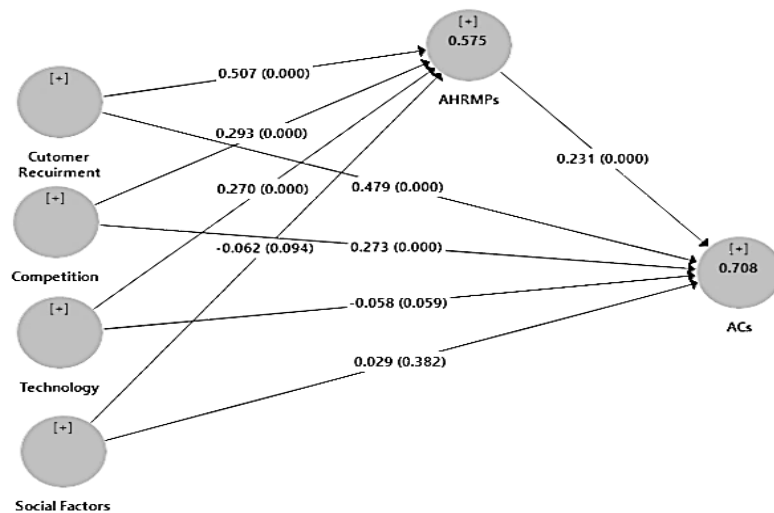 [+]
0.575
AHRMPs
[+]
Cutomer
Recuirment
0.507 (0.000)
0.293 (0.000)
0.231 (0.000)
0.270 (0.000)
0.479 (0.000)
[+]
Competition
-0.062 (0.094)
0.273 (0.000)
[+]
0.708
ACs
[+]
Technology
-0.058 (0.059)
0.029 (0.382)
[+]
Social Factors